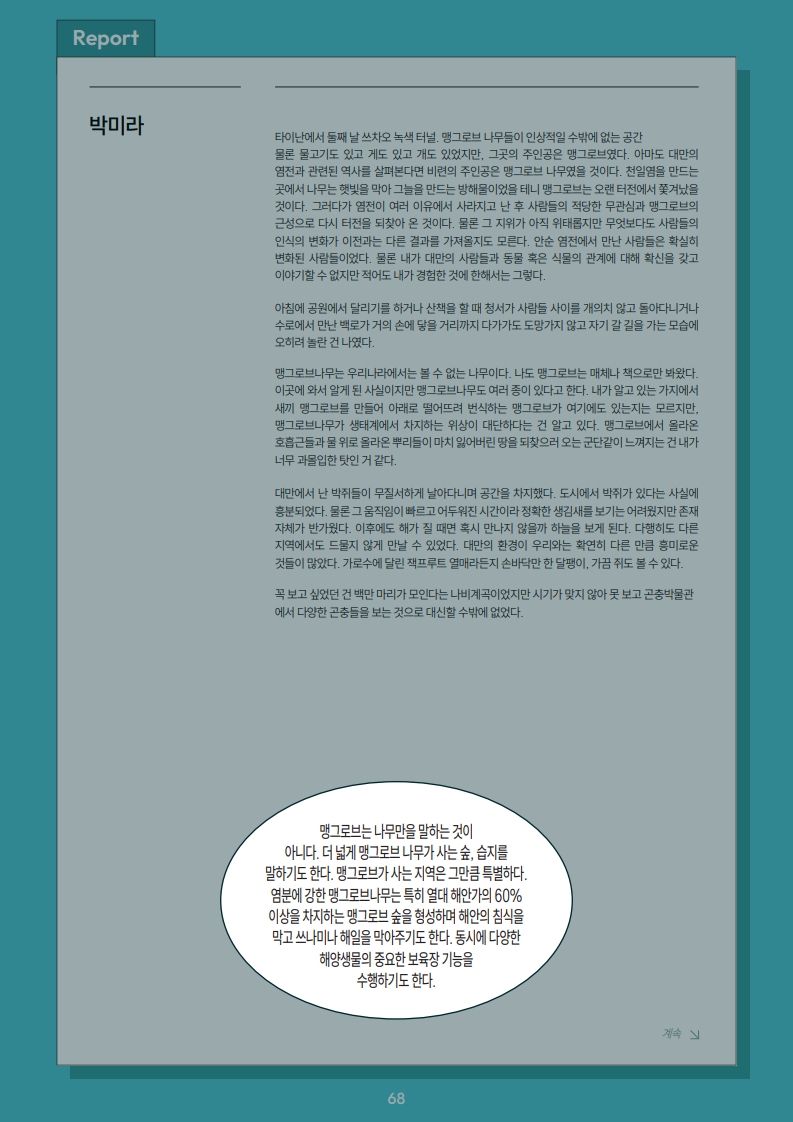 Report
박미라
타이난에서 둘째 날 쓰차오 녹색 터널. 맹그로브 나무들이 인상적일 수밖에 없는 공간
물론 물고기도 있고 게도 있고 개도 있었지만, 그곳의 주인공은 맹그로브였다. 아마도 대만의
염전과 관련된 역사를 살펴본다면 비련의 주인공은 맹그로브 나무였을 것이다. 천일염을 만드는
곳에서 나무는 햇빛을 막아 그늘을 만드는 방해물이었을 테니 맹그로브는 오랜 터전에서 쫓겨났을
것이다. 그러다가 염전이 여러 이유에서 사라지고 난 후 사람들의 적당한 무관심과 맹그로브의
근성으로 다시 터전을 되찾아 온 것이다. 물론 그 지위가 아직 위태롭지만 무엇보다도 사람들의
인식의 변화가 이전과는 다른 결과를 가져올지도 모른다. 안순 염전에서 만난 사람들은 확실히
변화된 사람들이었다. 물론 내가 대만의 사람들과 동물 혹은 식물의 관계에 대해 확신을 갖고
이야기할 수 없지만 적어도 내가 경험한 것에 한해서는 그렇다.
아침에 공원에서 달리기를 하거나 산책을 할 때 청서가 사람들 사이를 개의치 않고 돌아다니거나
수로에서 만난 백로가 거의 손에 닿을 거리까지 다가가도 도망가지 않고 자기 갈 길을 가는 모습에
오히려 놀란 건 나였다.
맹그로브나무는 우리나라에서는 볼 수 없는 나무이다. 나도 맹그로브는 매체나 책으로만 봐왔다.
이곳에 와서 알게 된 사실이지만 맹그로브나무도 여러 종이 있다고 한다. 내가 알고 있는 가지에서
새끼 맹그로브를 만들어 아래로 떨어뜨려 번식하는 맹그로브가 여기에도 있는지는 모르지만,
맹그로브나무가 생태계에서 차지하는 위상이 대단하다는 건 알고 있다. 맹그로브에서 올라온
호흡근들과 물 위로 올라온 뿌리들이 마치 잃어버린 땅을 되찾으러 오는 군단같이 느껴지는 건 내가
너무 과몰입한 탓인 거 같다.
대만에서 난 박쥐들이 무질서하게 날아다니며 공간을 차지했다. 도시에서 박쥐가 있다는 사실에
흥분되었다. 물론 그 움직임이 빠르고 어두워진 시간이라 정확한 생김새를 보기는 어려웠지만 존재
자체가 반가웠다. 이후에도 해가 질 때면 혹시 만나지 않을까 하늘을 보게 된다. 다행히도 다른
지역에서도 드물지 않게 만날 수 있었다. 대만의 환경이 우리와는 확연히 다른 만큼 흥미로운
것들이 많았다. 가로수에 달린 잭프루트 열매라든지 손바닥만 한 달팽이, 가끔 쥐도 볼 수 있다.
꼭 보고 싶었던 건 백만 마리가 모인다는 나비계곡이었지만 시기가 맞지 않아 못 보고 곤충박물관
에서 다양한 곤충들을 보는 것으로 대신할 수밖에 없었다.
맹그로브는 나무만을 말하는 것이
아니다. 더 넓게 맹그로브 나무가 사는 숲, 습지를
말하기도 한다. 맹그로브가 사는 지역은 그만큼 특별하다.
염분에 강한 맹그로브나무는 특히 열대 해안가의 60%
이상을 차지하는 맹그로브 숲을 형성하며 해안의 침식을
막고 쓰나미나 해일을 막아주기도 한다. 동시에 다양한
해양생물의 중요한 보육장 기능을
수행하기도 한다.
계속
68